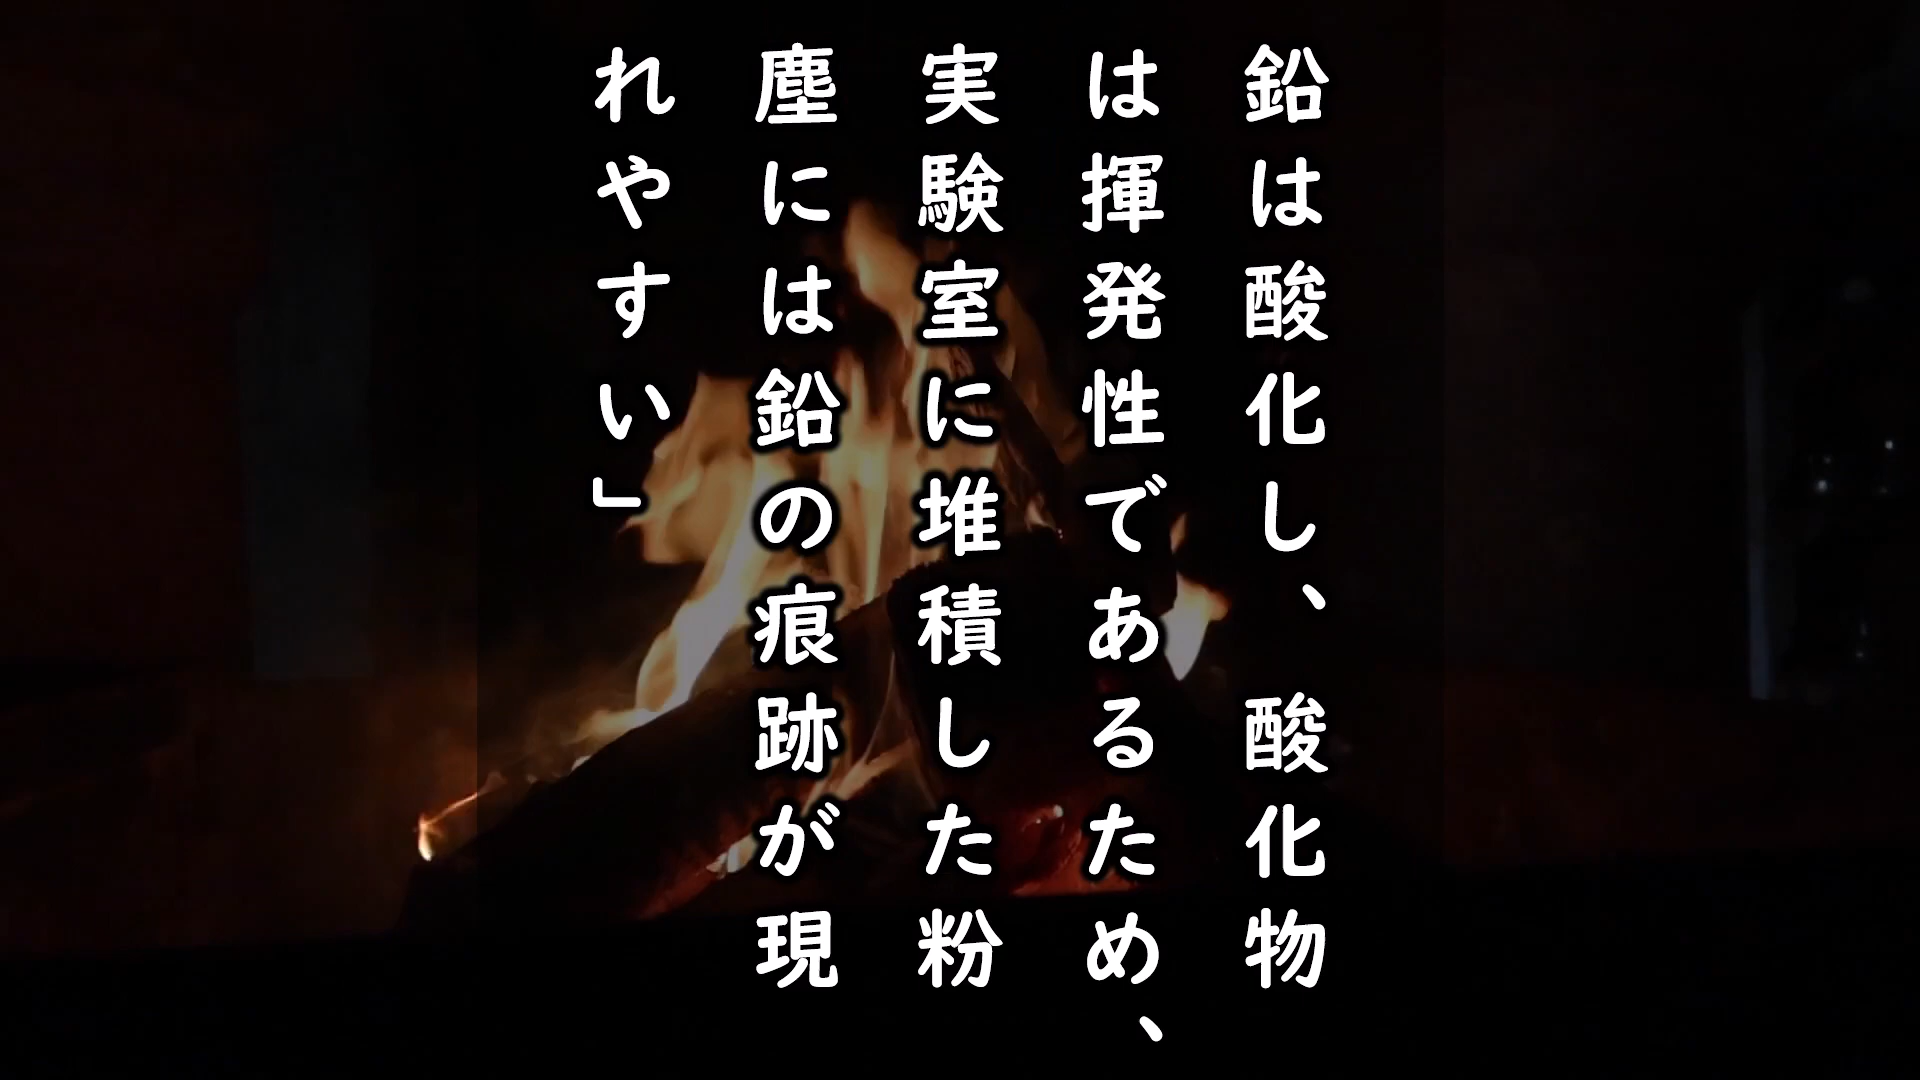 鉛は酸化し、酸化物
は揮発性であるため、
実験室に堆積した粉
塵には鉛の痕跡が現
れやすい」